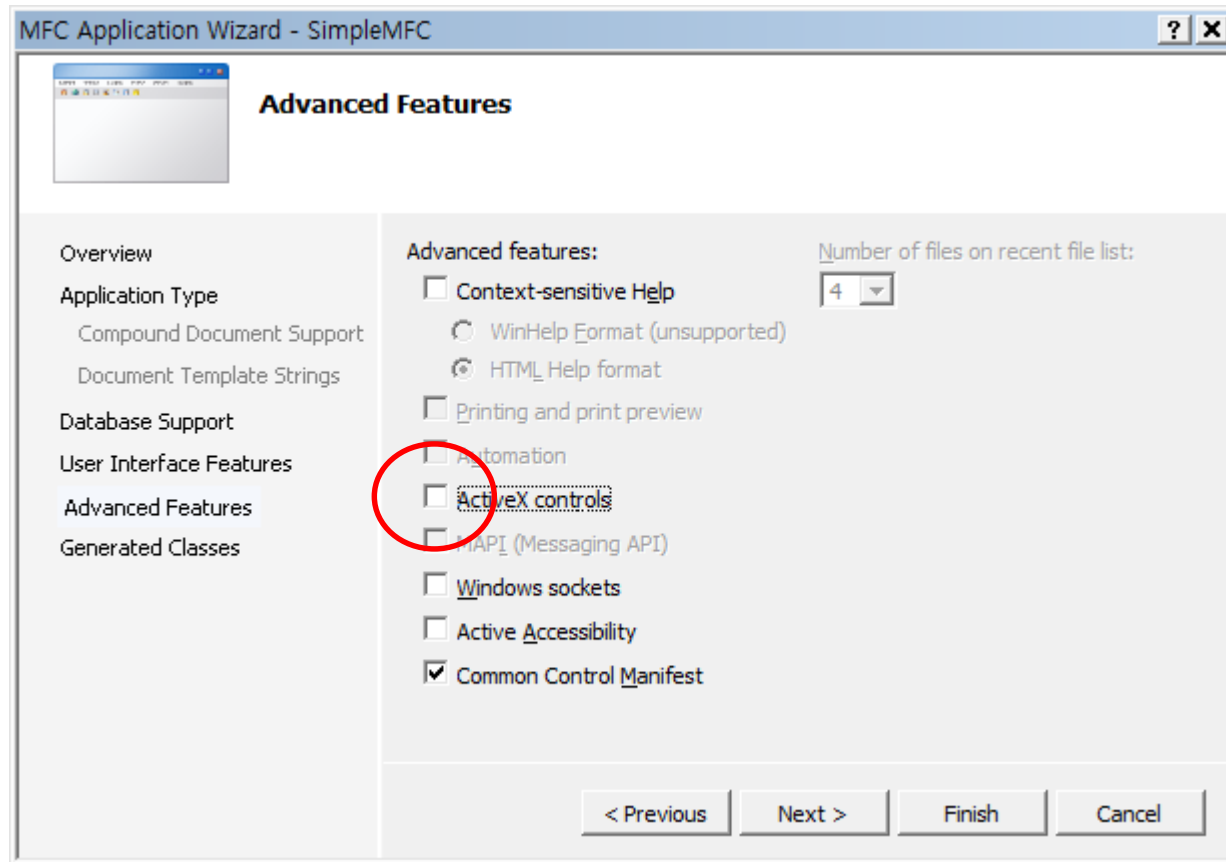 MFC Application Wizard - SimpleMFC
Advanced Features
Overview
Application Type
Compound Document Support
Document Template Strings
Database Support
User Interface Features
Advanced Features
Generated Classes
Advanced features:
Context-sensitive Help
WinHelp Format (unsupported)
HTML Help format
Printing and print preview
Automation
ActiveX controls
MAPI (Messaging API)
Windows sockets
Active Accessibility
Common Control Manifest
Number of files on recent file list:
4
< Previous
Next >
Finish
Cancel